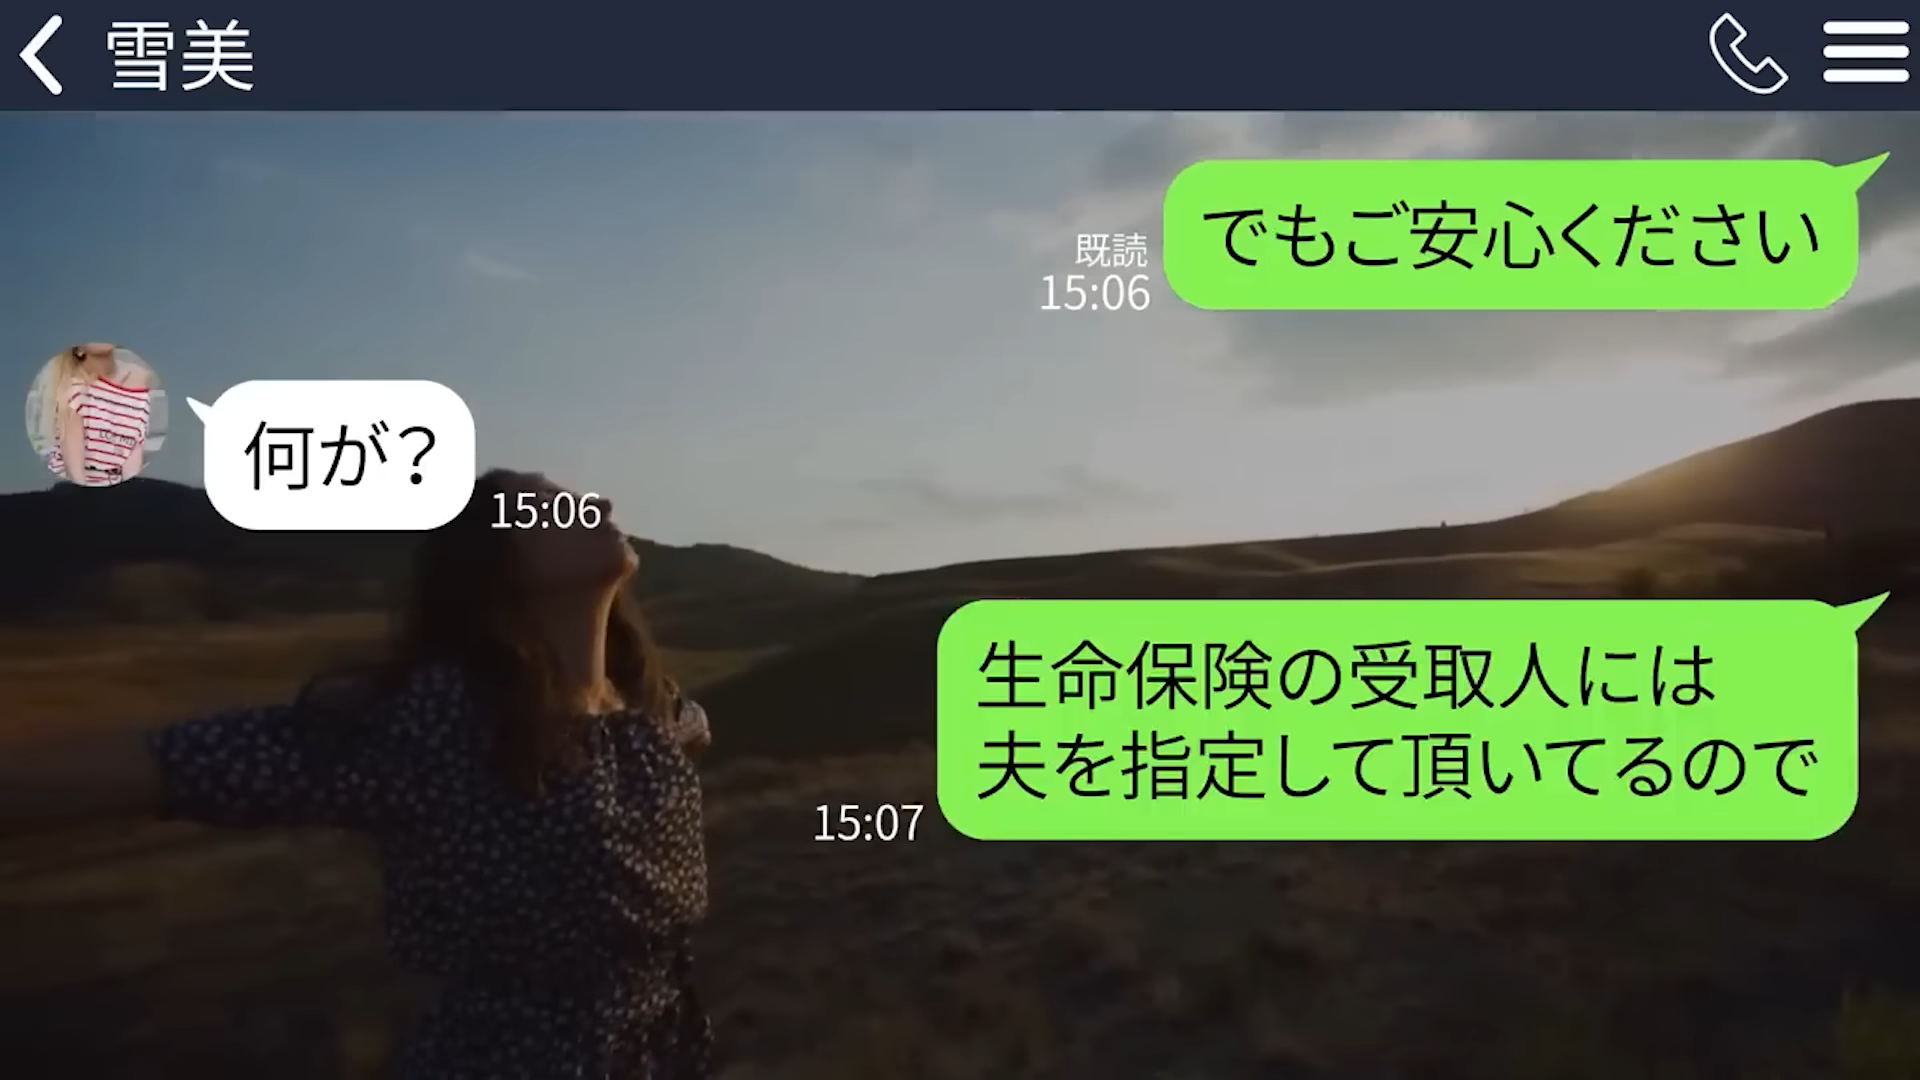 雪美
でもご安心ください
既読
15:06
何が？
15:06
生命保険の受取人には
夫を指定して頂いてるので
15:07